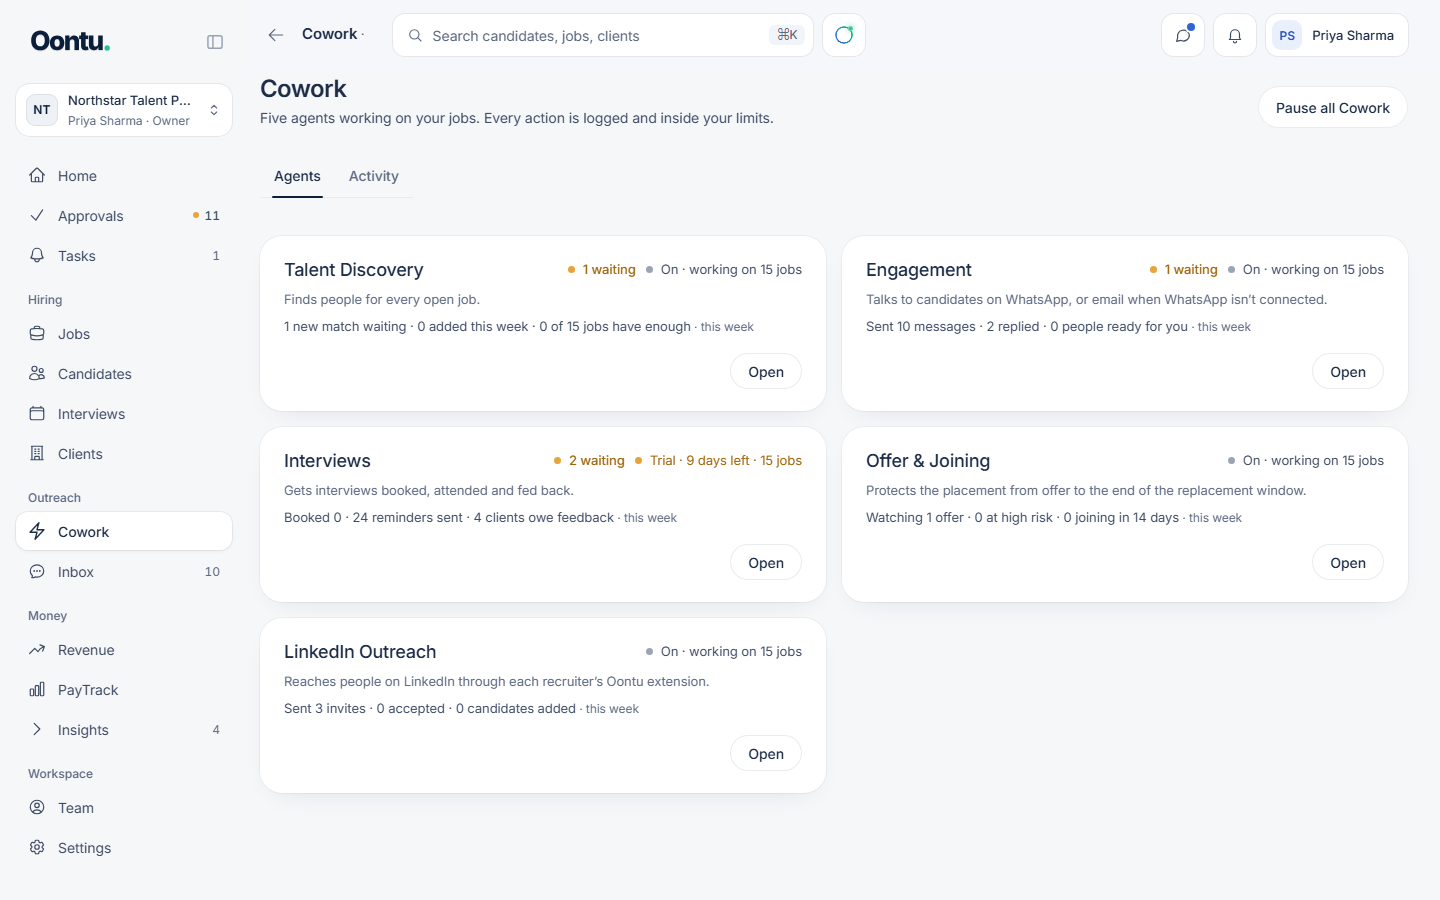 Oontu.
NT
Northstar Talent P...
Priya Sharma · Owner
Home
Approvals
11
Tasks
1
Hiring
Jobs
Candidates
Interviews
Clients
Outreach
Cowork
Inbox
10
Money
Revenue
PayTrack
Insights
4
Workspace
Team
Settings
Cowork ·
Search candidates, jobs, clients
⌘K
PS
Priya Sharma
Cowork
Five agents working on your jobs. Every action is logged and inside your limits.
Pause all Cowork
Agents
Activity
Talent Discovery
1 waiting
On · working on 15 jobs
Finds people for every open job.
1 new match waiting · 0 added this week · 0 of 15 jobs have enough · this week
Open
Engagement
1 waiting
On · working on 15 jobs
Talks to candidates on WhatsApp, or email when WhatsApp isn’t connected.
Sent 10 messages · 2 replied · 0 people ready for you · this week
Open
Interviews
2 waiting
Trial · 9 days left · 15 jobs
Gets interviews booked, attended and fed back.
Booked 0 · 24 reminders sent · 4 clients owe feedback · this week
Open
Offer & Joining
On · working on 15 jobs
Protects the placement from offer to the end of the replacement window.
Watching 1 offer · 0 at high risk · 0 joining in 14 days · this week
Open
LinkedIn Outreach
On · working on 15 jobs
Reaches people on LinkedIn through each recruiter’s Oontu extension.
Sent 3 invites · 0 accepted · 0 candidates added · this week
Open